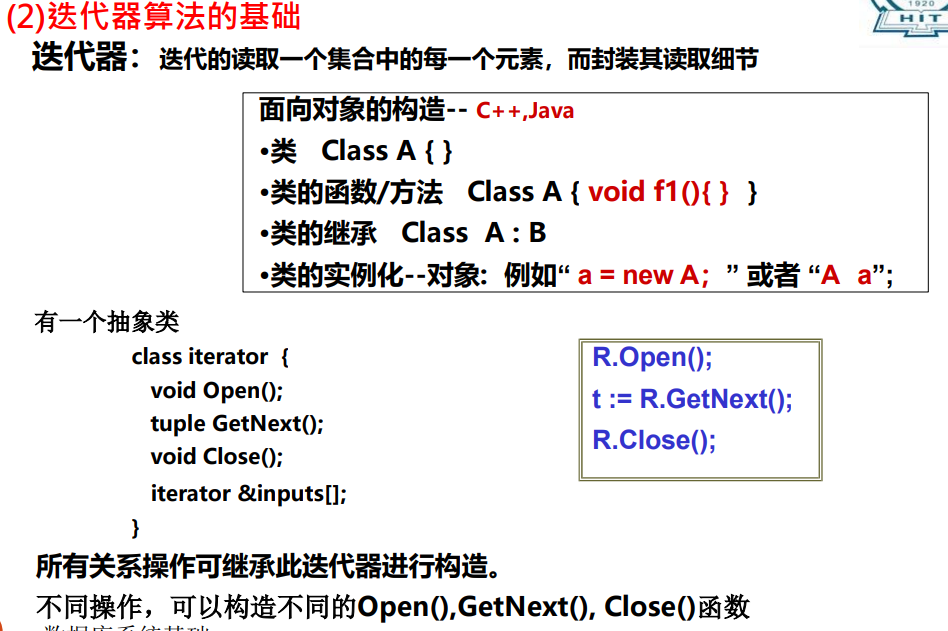 (2)迭代器算法的基础
1920
HIT
迭代器：迭代的读取一个集合中的每一个元素，而封装其读取细节
面向对象的构造-- C++,Java
•类 Class A { }
•类的函数/方法 Class A { void f1(){ } }
•类的继承 Class A : B
•类的实例化--对象: 例如“ a = new A；” 或者 “A a”;
有一个抽象类
class iterator {
void Open();
tuple GetNext();
void Close();
iterator &inputs[];
}
R.Open();
t := R.GetNext();
R.Close();
所有关系操作可继承此迭代器进行构造。
不同操作，可以构造不同的Open(),GetNext(), Close()函数